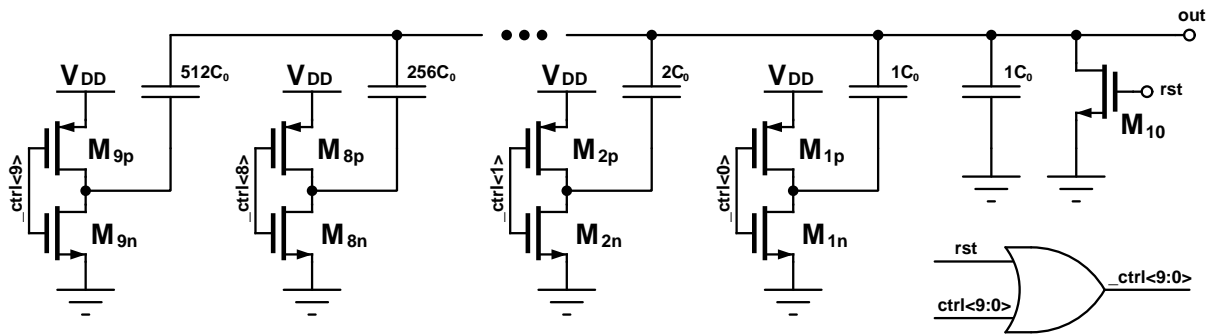 out
512C₀
256C₀
2C₀
1C₀
1C₀
VDD
VDD
VDD
VDD
rst
M10
M9p
M8p
M2p
M1p
_ctrl<9>
_ctrl<8>
_ctrl<1>
_ctrl<0>
M9n
M8n
M2n
M1n
rst
_ctrl<9:0>
ctrl<9:0>